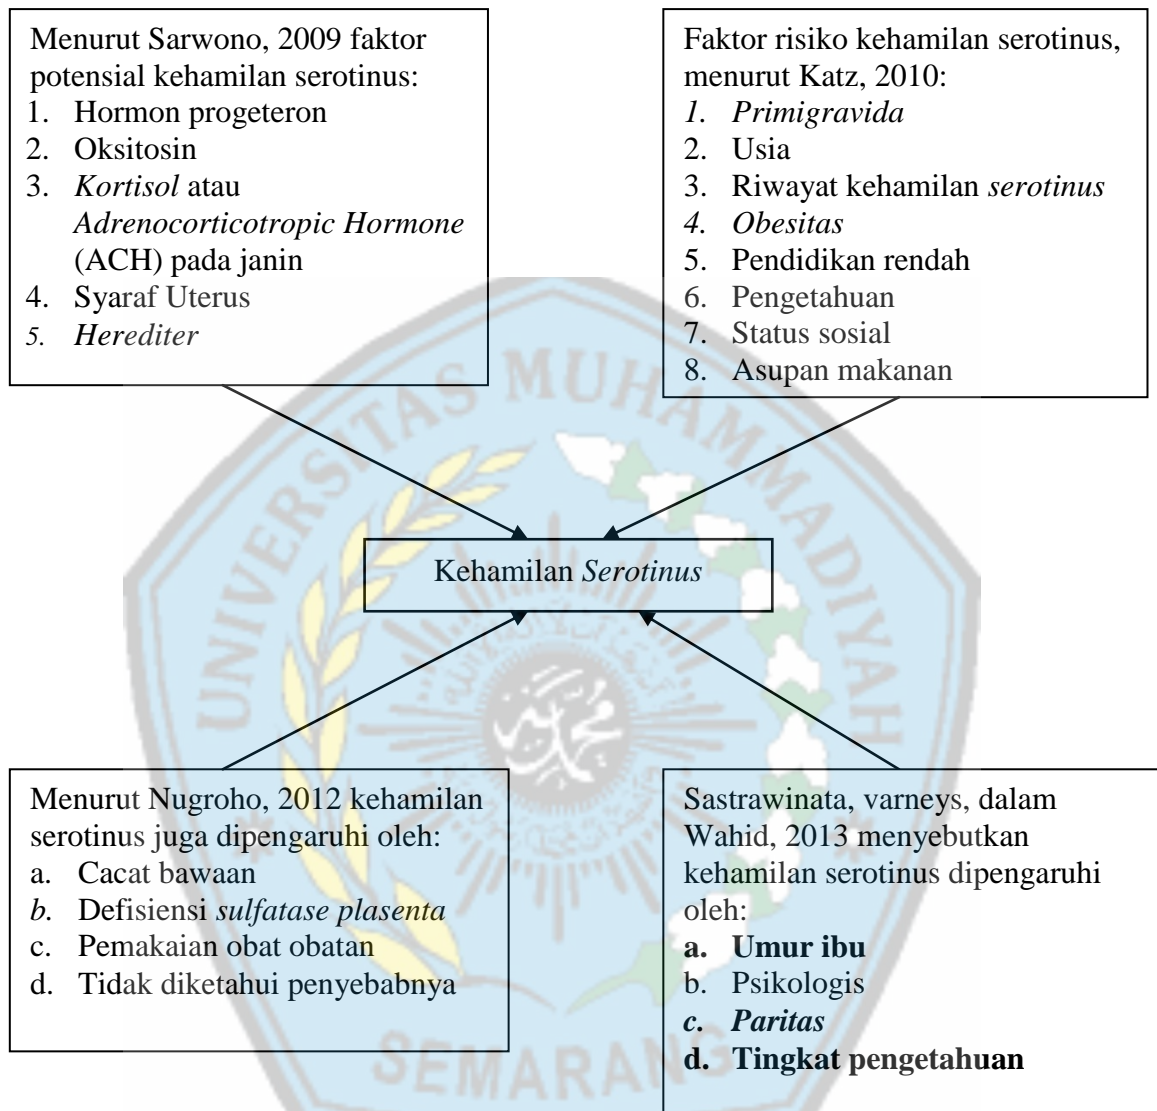 Menurut Sarwono, 2009 faktor
potensial kehamilan serotinus:
1. Hormon progeteron
2. Oksitosin
3. Kortisol atau
Adrenocorticotropic Hormone
(ACH) pada janin
4. Syaraf Uterus
5. Herediter
Faktor risiko kehamilan serotinus,
menurut Katz, 2010:
1. Primigravida
2. Usia
3. Riwayat kehamilan serotinus
4. Obesitas
5. Pendidikan rendah
6. Pengetahuan
7. Status sosial
8. Asupan makanan
Kehamilan Serotinus
Menurut Nugroho, 2012 kehamilan
serotinus juga dipengaruhi oleh:
a. Cacat bawaan
b. Defisiensi sulfatase plasenta
c. Pemakaian obat obatan
d. Tidak diketahui penyebabnya
Sastrawinata, varneys, dalam
Wahid, 2013 menyebutkan
kehamilan serotinus dipengaruhi
oleh:
a. Umur ibu
b. Psikologis
c. Paritas
d. Tingkat pengetahuan
UNIVERSITAS MUHAMMADIYAH
SEMARANG